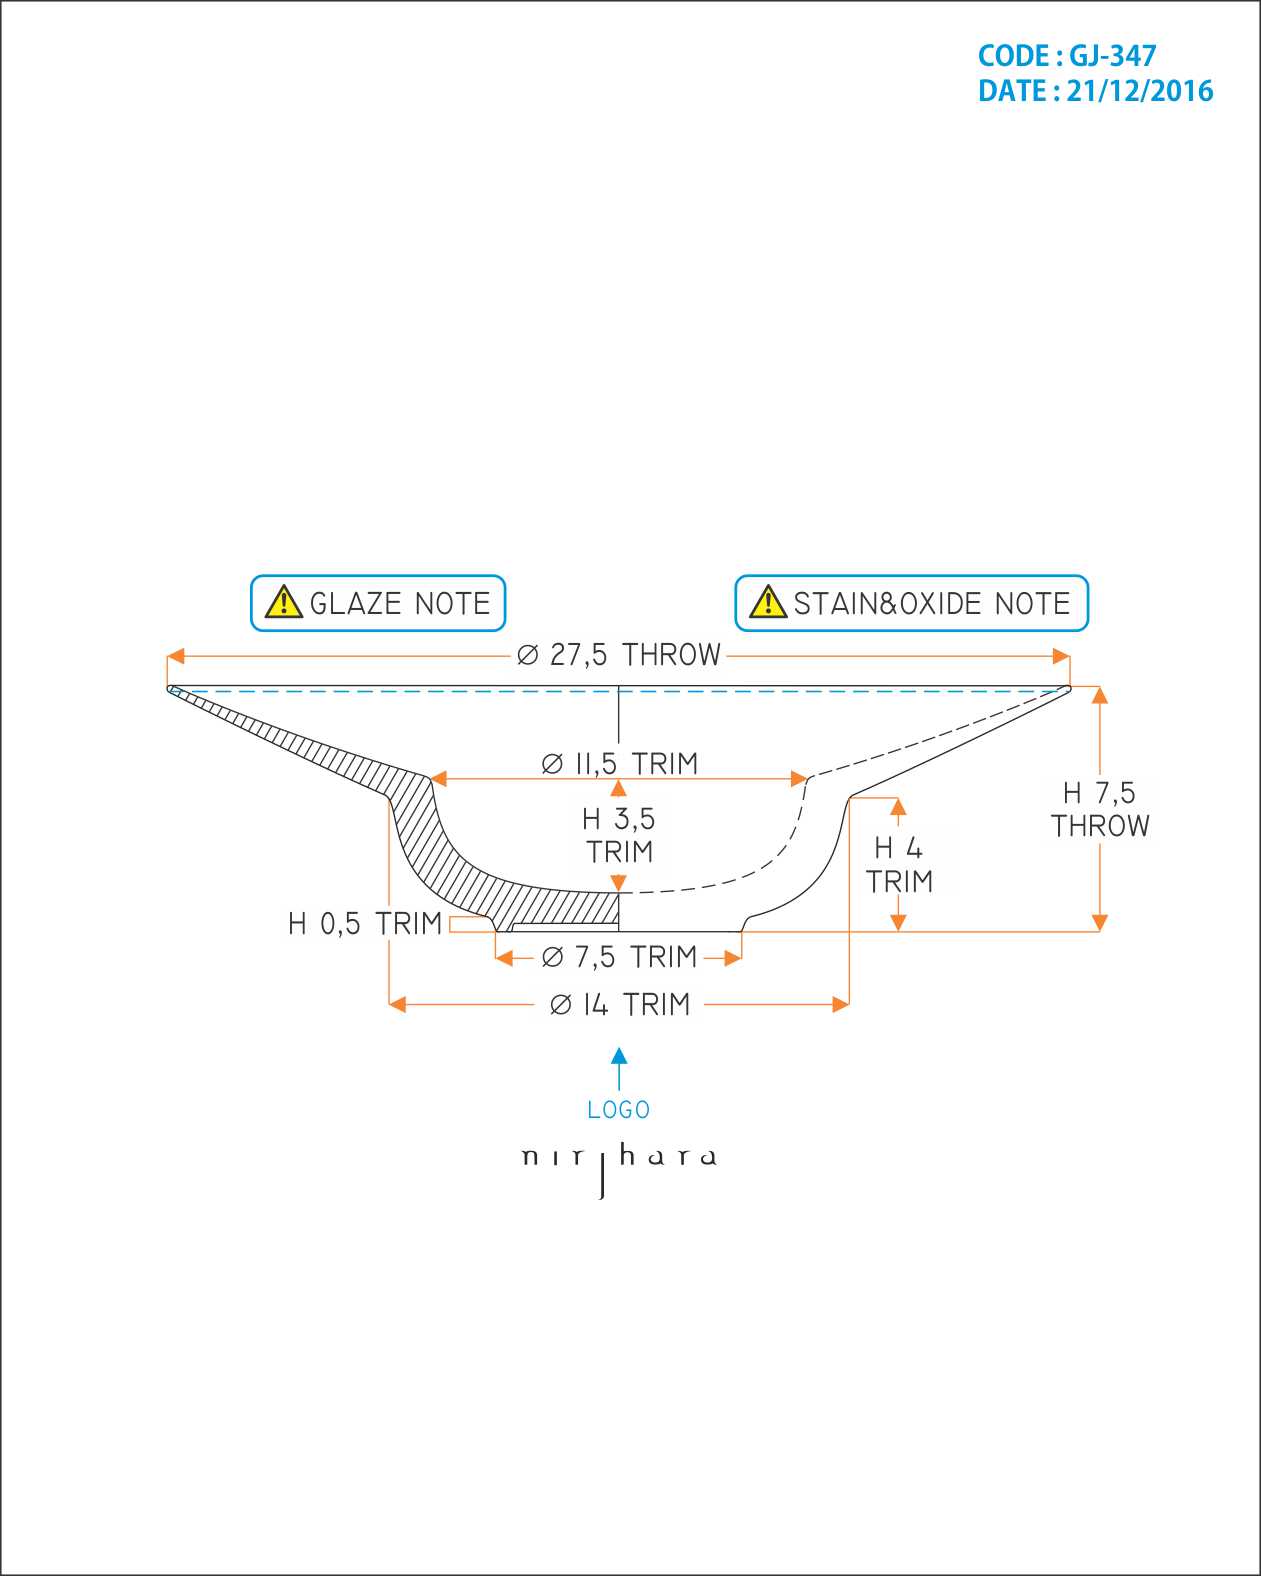 CODE : GJ-347
DATE : 21/12/2016
GLAZE NOTE
STAIN&OXIDE NOTE
Ø 27,5 THROW
Ø 11,5 TRIM
H 3,5
TRIM
H 7,5
THROW
H 4
TRIM
H 0,5 TRIM
Ø 7,5 TRIM
Ø 14 TRIM
LOGO
nirjhara